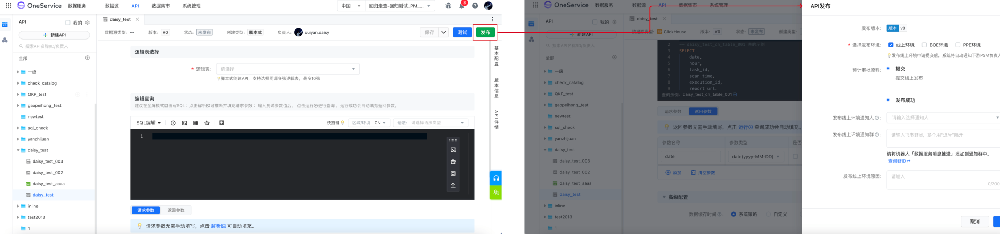 OneService 数据服务 数据源 API 数据集市 系统管理 中国 回归走查-回归测试_PM_... 8
API 我的
新建API
搜索API名称/ID/负责人
全部
一级
check_catalog
QKP_test
gaopeihong_test
newtest
sql_check
yanzhijuan
daisy_test
daisy_test_003
daisy_test_002
daisy_test_aaaa
daisy_test
inline
test2013
1
daisy_test
数据源类型: -- 版本: V0 状态: 未发布 创建类型: 脚本式 负责人: cuiyan.daisy 保存 测试 发布
逻辑表选择
* 逻辑表: 请选择
脚本式创建API，支持选择同源多张逻辑表，最多10张
编辑查询
建议在全屏模式编写SQL；点击解析可推断并填充请求参数；输入测试参数值后，点击运行进行查询，运行成功会自动填充返回参数。
SQL编辑 快捷键 区域/环境 CN 语法: 请选择语法类型
1
请求参数 返回参数
请求参数无需手动填写，点击 解析 可自动填充。
基本配置
版本信息
API详情
OneService 数据服务 数据源 API 数据集市 系统管理
API 我的
新建API
搜索API名称/ID/负责人
全部
一级
check_catalog
QKP_test
gaopeihong_test
newtest
sql_check
yanzhijuan
daisy_test
daisy_test_003
daisy_test_002
daisy_test_aaaa
daisy_test
inline
test2013
1
daisy_test
数据源类型: ClickHouse 版本: V0 状态: 未发布 创建类型:
2 -- daisy_test_ch_table_001 表的示例
3 SELECT
4 date,
5 hour,
6 task_id,
7 scan_time,
8 execution_id,
9 report_url,
查询示例: daisy_test_ch_table_001
请求参数 返回参数
返回参数无需手动填写，点击 运行 查询成功会自动填充。
参数名称 参数类型 是否
date date(yyyy-MM-DD)
添加 清空参数
高级配置
数据缓存时间: 系统策略 自定义
API发布
发布版本: 版本 v0
* 选择发布环境: 线上环境 BOE环境 PPE环境
发布线上环境申请提交后，系统将自动通知下游PSM负责人
预计审批流程: 提交
提交线上发布
发布成功
发布线上环境通知人: 请输入选择通知人
发布线上环境通知群: 请输入飞书群id，多个用“逗号”隔开
请将机器人「数据服务消息推送」添加到通知群中。
查询群ID
发布线上环境原因: 请输入
0/200
取消